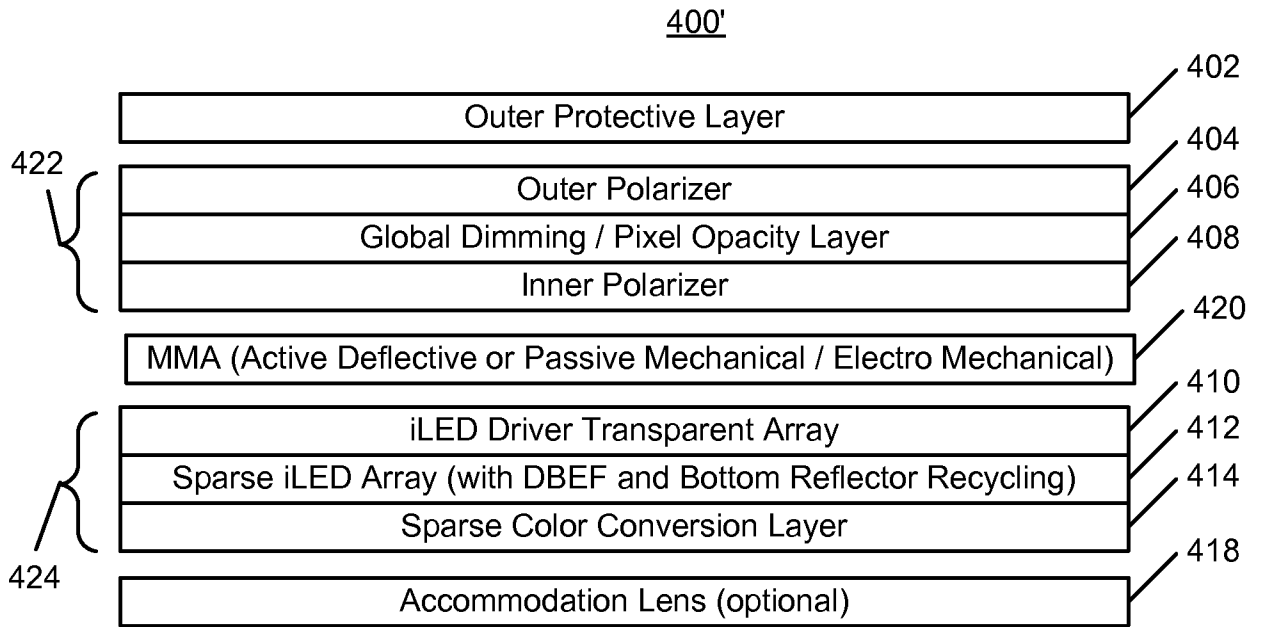 400'
402
Outer Protective Layer
404
422
Outer Polarizer
406
Global Dimming / Pixel Opacity Layer
408
Inner Polarizer
420
MMA (Active Deflective or Passive Mechanical / Electro Mechanical)
410
iLED Driver Transparent Array
412
Sparse iLED Array (with DBEF and Bottom Reflector Recycling)
414
Sparse Color Conversion Layer
424
418
Accommodation Lens (optional)